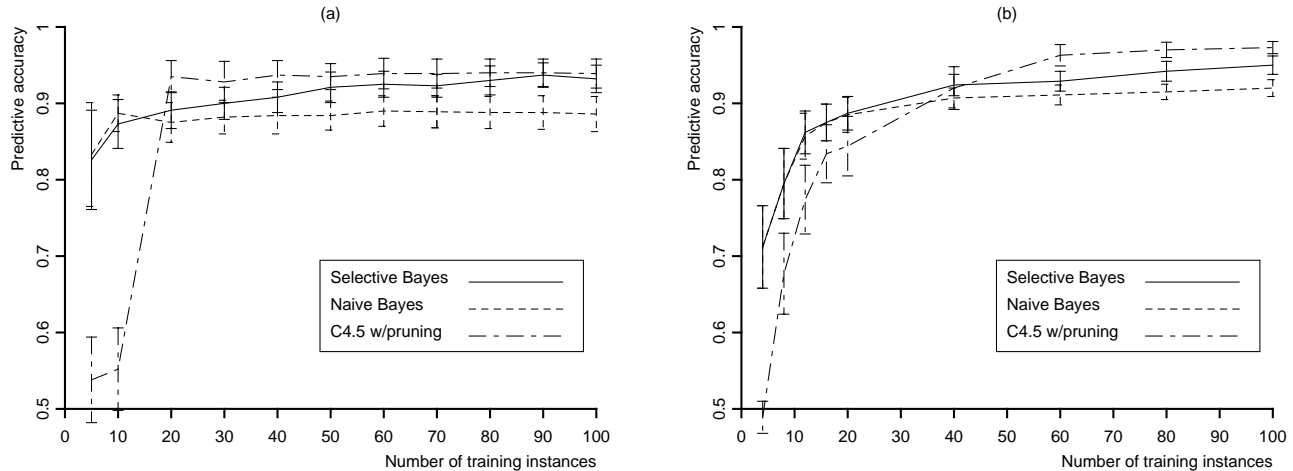 (a)
Predictive accuracy
1
0.9
0.8
0.7
0.6
0.5
Selective Bayes
Naive Bayes
C4.5 w/pruning
0 10 20 30 40 50 60 70 80 90 100
Number of training instances
(b)
Predictive accuracy
1
0.9
0.8
0.7
0.6
0.5
Selective Bayes
Naive Bayes
C4.5 w/pruning
0 10 20 30 40 50 60 70 80 90 100
Number of training instances